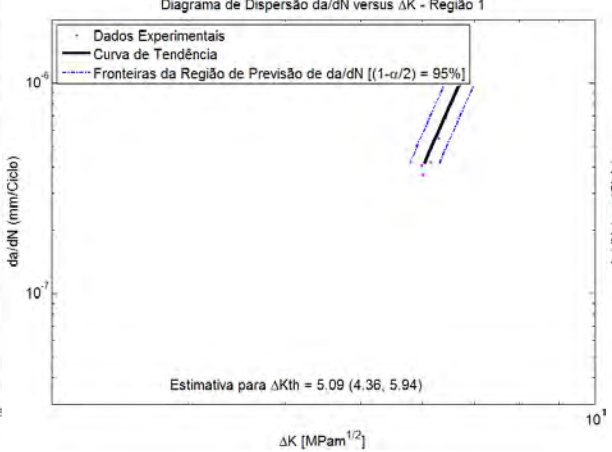 Diagrama de Dispersão da/dN versus ΔK - Região 1
Dados Experimentais
Curva de Tendência
Fronteiras da Região de Previsão de da/dN [(1-α/2) = 95%]
10^-6
da/dN (mm/Ciclo)
10^-7
Estimativa para ΔKth = 5.09 (4.36, 5.94)
10^1
ΔK [MPam^1/2]